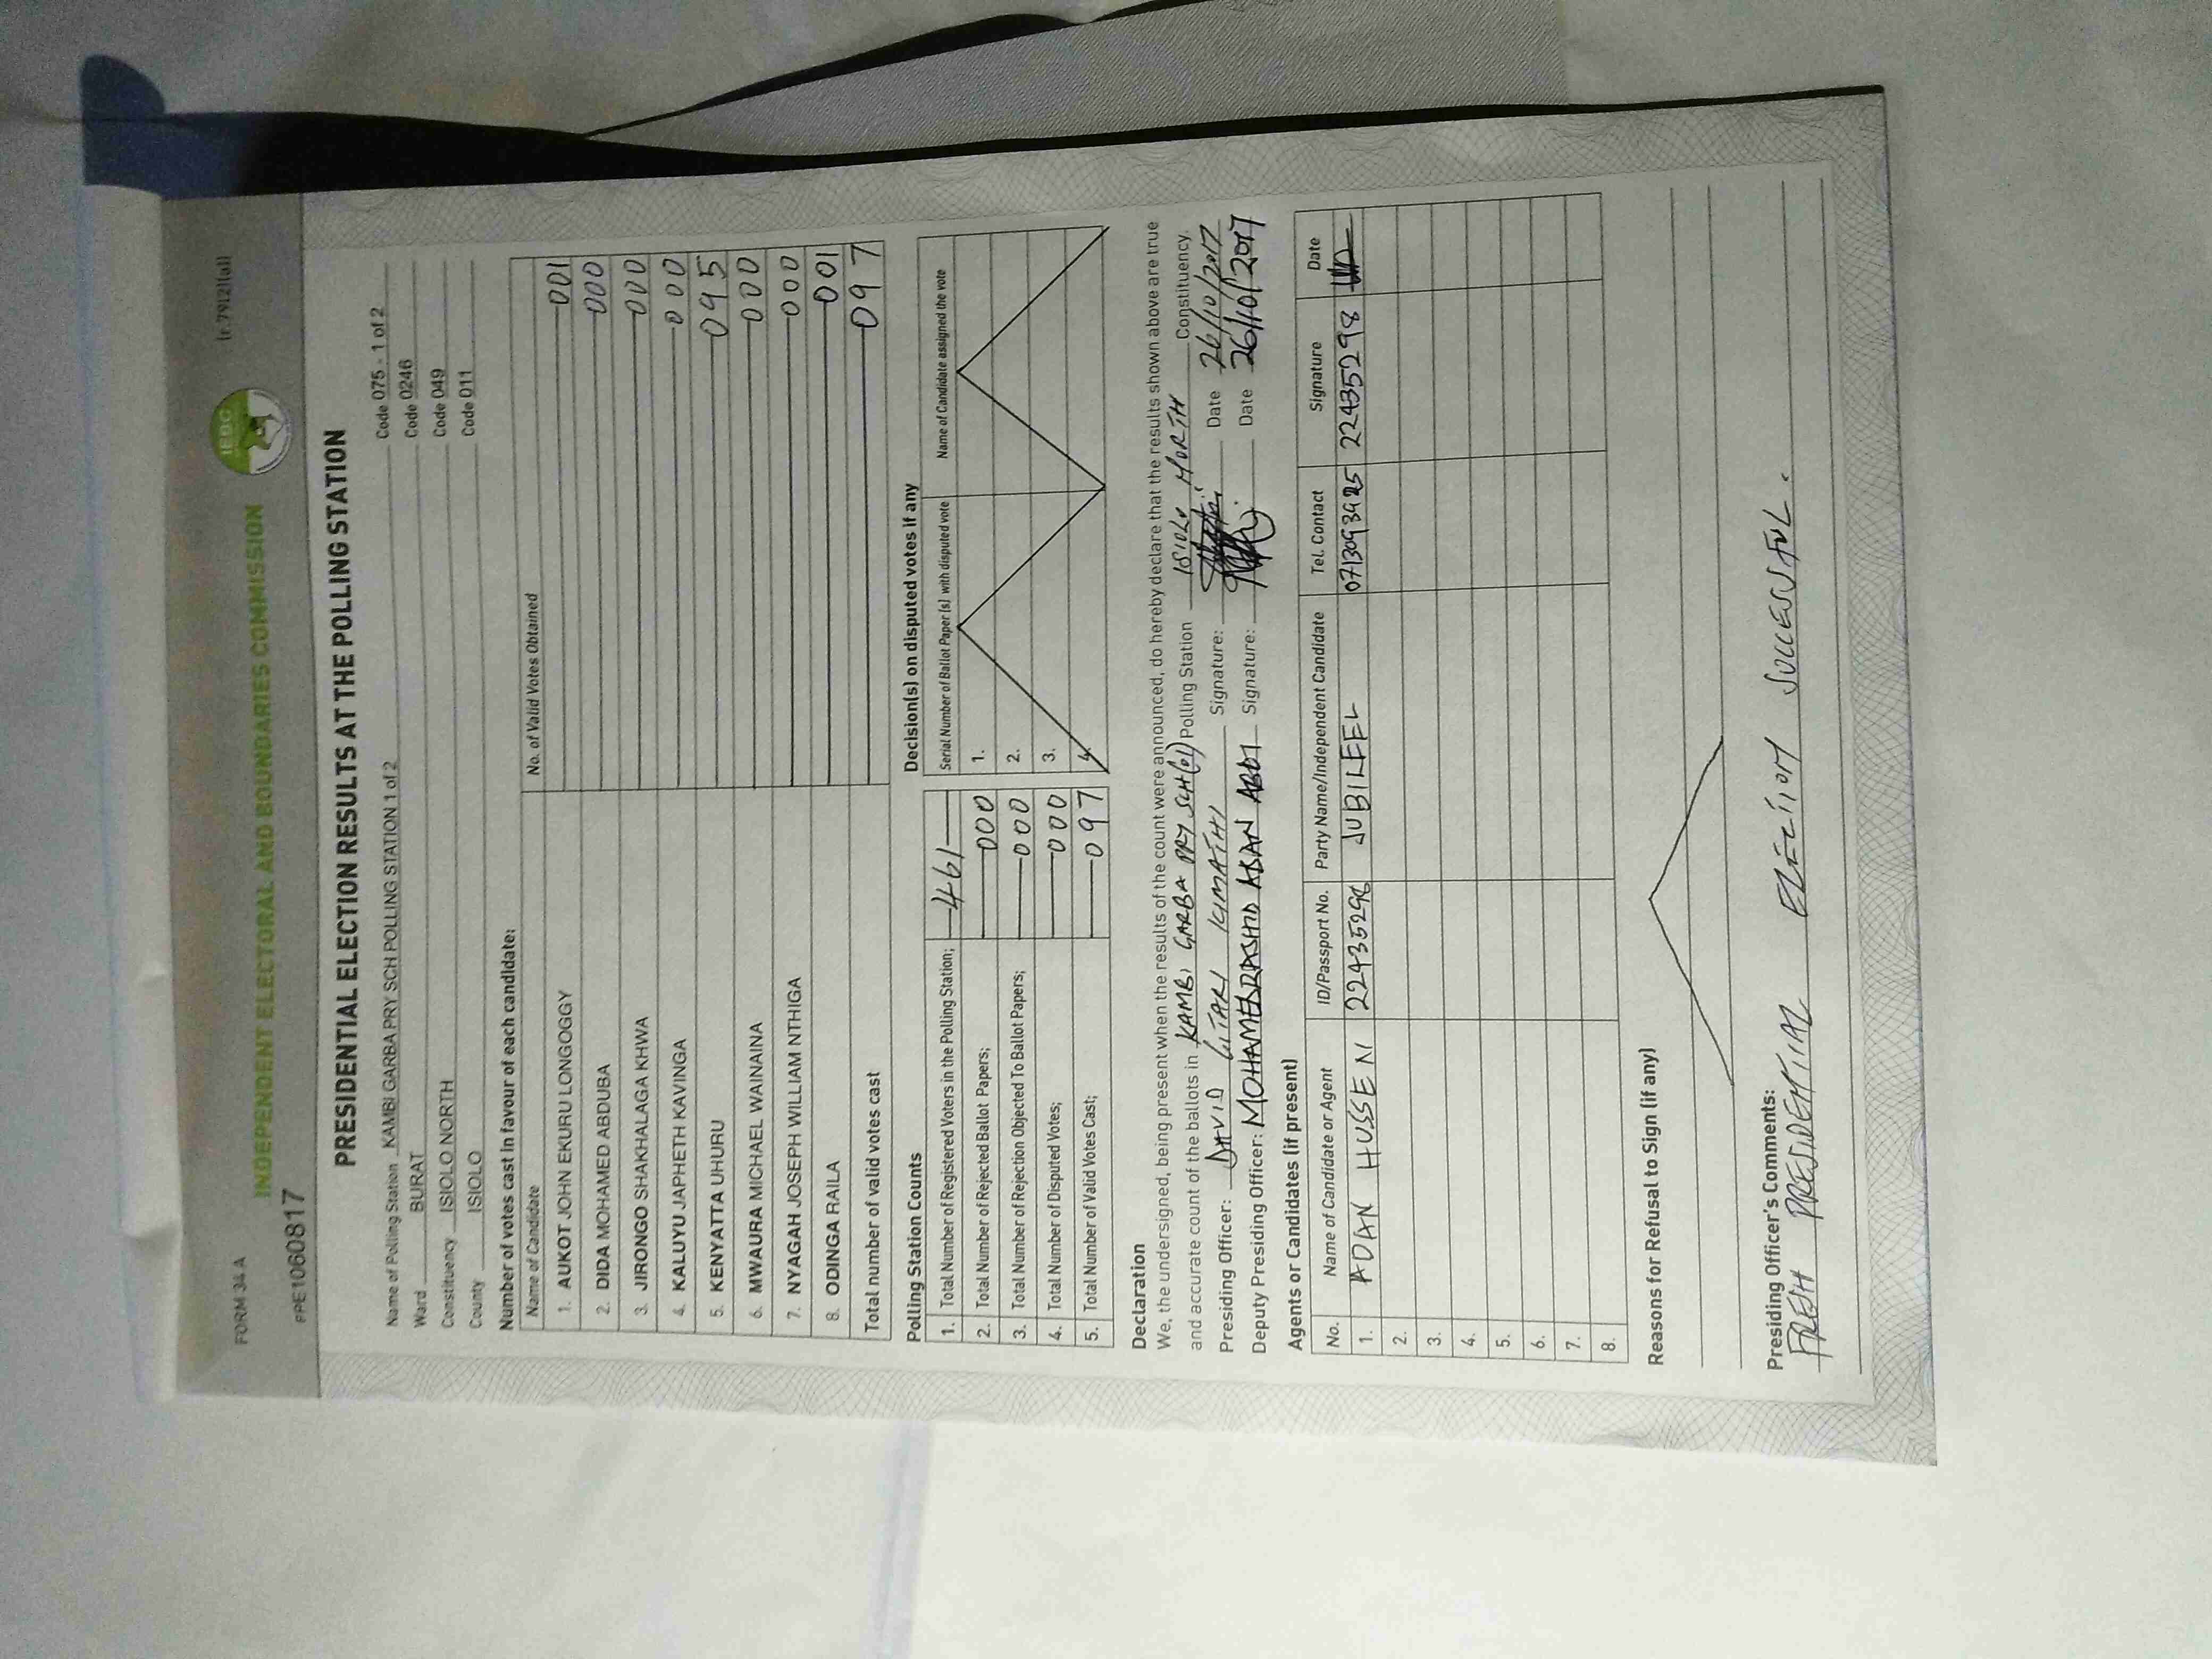 FORM 34 A
(r.79(2)(a))
INDEPENDENT ELECTORAL AND BOUNDARIES COMMISSION
IEBC
PPE1060817
PRESIDENTIAL ELECTION RESULTS AT THE POLLING STATION
Name of Polling Station KAMBI GARBA PRY SCH POLLING STATION 1 of 2 Code 075 - 1 of 2
Ward BURAT Code 0246
Constituency ISIOLO NORTH Code 049
County ISIOLO Code 011
Number of votes cast in favour of each candidate:
Name of Candidate No. of Valid Votes Obtained
1. AUKOT JOHN EKURU LONGOGGY 001
2. DIDA MOHAMED ABDUBA 000
3. JIRONGO SHAKHALAGA KHWA 000
4. KALUYU JAPHETH KAVINGA 000
5. KENYATTA UHURU 095
6. MWAURA MICHAEL WAINAINA 000
7. NYAGAH JOSEPH WILLIAM NTHIGA 000
8. ODINGA RAILA 001
Total number of valid votes cast 097
Polling Station Counts
1. Total Number of Registered Voters in the Polling Station; 461
2. Total Number of Rejected Ballot Papers; 000
3. Total Number of Rejection Objected To Ballot Papers; 000
4. Total Number of Disputed Votes; 000
5. Total Number of Valid Votes Cast; 097
Decision(s) on disputed votes if any
Serial Number of Ballot Paper (s) with disputed vote Name of Candidate assigned the vote
1.
2.
3.
4.
Declaration
We, the undersigned, being present when the results of the count were announced, do hereby declare that the results shown above are true
and accurate count of the ballots in KAMBI GARBA PRY SCH (01) Polling Station ISIOLO NORTH Constituency.
Presiding Officer: DAVID GITARI KIMATHI Signature: Date 26/10/2017
Deputy Presiding Officer: MOHAMEDRASHID ABDI Signature: Date 26/10/2017
Agents or Candidates (if present)
No. Name of Candidate or Agent ID/Passport No. Party Name/Independent Candidate Tel. Contact Signature Date
1. ADAN HUSSEN 22435298 JUBILEEL 0713093925 22435298
2.
3.
4.
5.
6.
7.
8.
Reasons for Refusal to Sign (if any)
Presiding Officer's Comments:
FRESH PRESIDENTIAL ELECTION SUCCESSFUL.